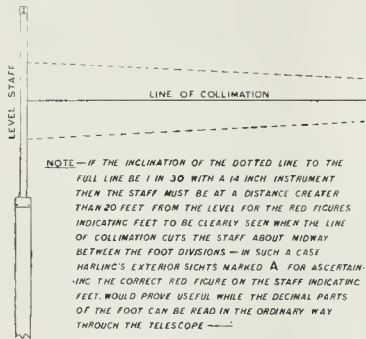 LEVEL STAFF
LINE OF COLLIMATION
NOTE — IF THE INCLINATION OF THE DOTTED LINE TO THE
FULL LINE BE 1 IN 30 WITH A 14 INCH INSTRUMENT
THEN THE STAFF MUST BE AT A DISTANCE GREATER
THAN 20 FEET FROM THE LEVEL FOR THE RED FIGURES
INDICATING FEET TO BE CLEARLY SEEN WHEN THE LINE
OF COLLIMATION CUTS THE STAFF ABOUT MIDWAY
BETWEEN THE FOOT DIVISIONS — IN SUCH A CASE
HARLING'S EXTERIOR SIGHTS MARKED A FOR ASCERTAIN-
-ING THE CORRECT RED FIGURE ON THE STAFF INDICATING
FEET. WOULD PROVE USEFUL WHILE THE DECIMAL PARTS
OF THE FOOT CAN BE READ IN THE ORDINARY WAY
THROUGH THE TELESCOPE ——